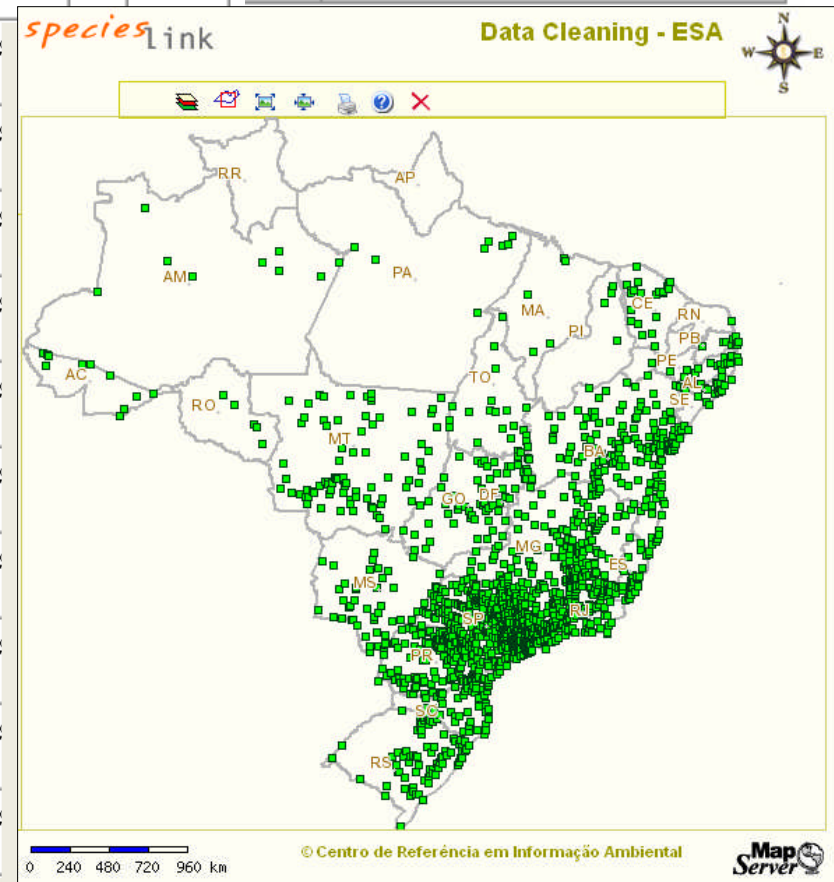 species link
Data Cleaning - ESA
N
W E
S
RR
AP
AM
PA
MA
CE
RN
PI
PB
PE
AC
TO
AL
RO
SE
MT
BA
GO
DF
MG
ES
MS
SP
RJ
PR
SC
RS
0 240 480 720 960 km
© Centro de Referência em Informação Ambiental
Map
Server